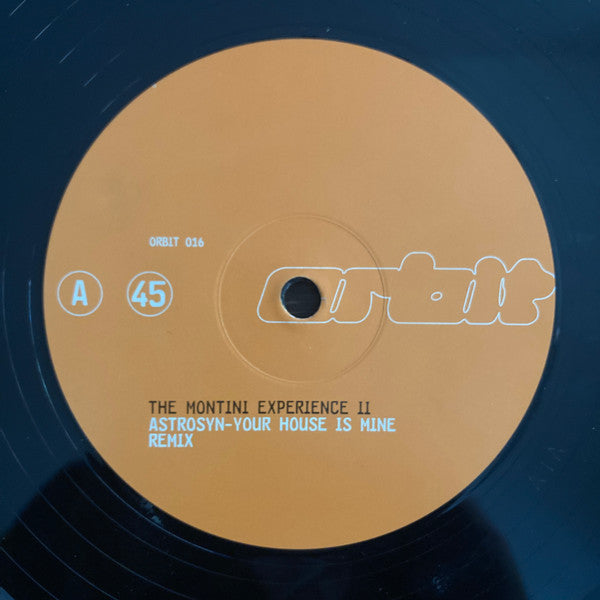 ORBIT 016
A 45
orbit
THE MONTINI EXPERIENCE II
ASTROSYN-YOUR HOUSE IS MINE
REMIX